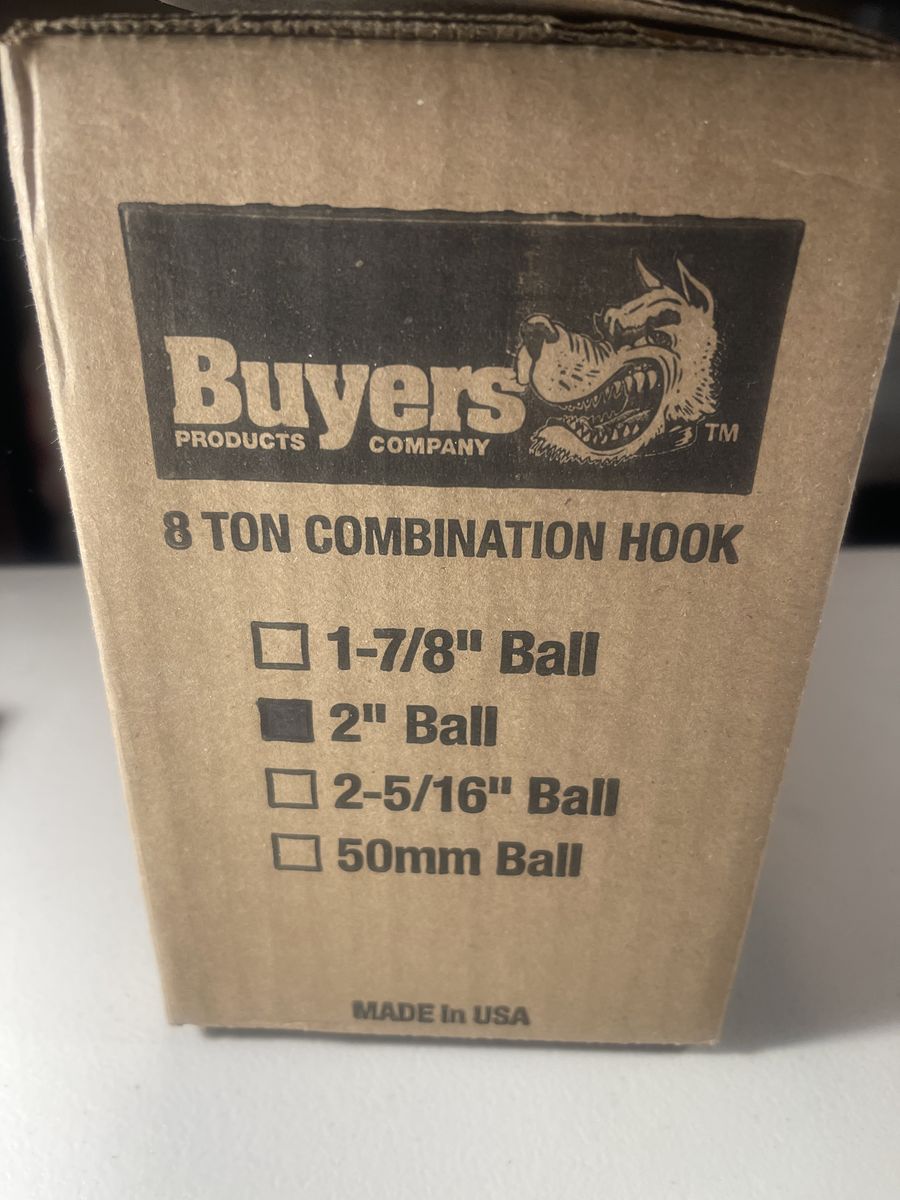 Buyers
PRODUCTS COMPANY
TM
8 TON COMBINATION HOOK
1-7/8" Ball
2" Ball
2-5/16" Ball
50mm Ball
MADE In USA